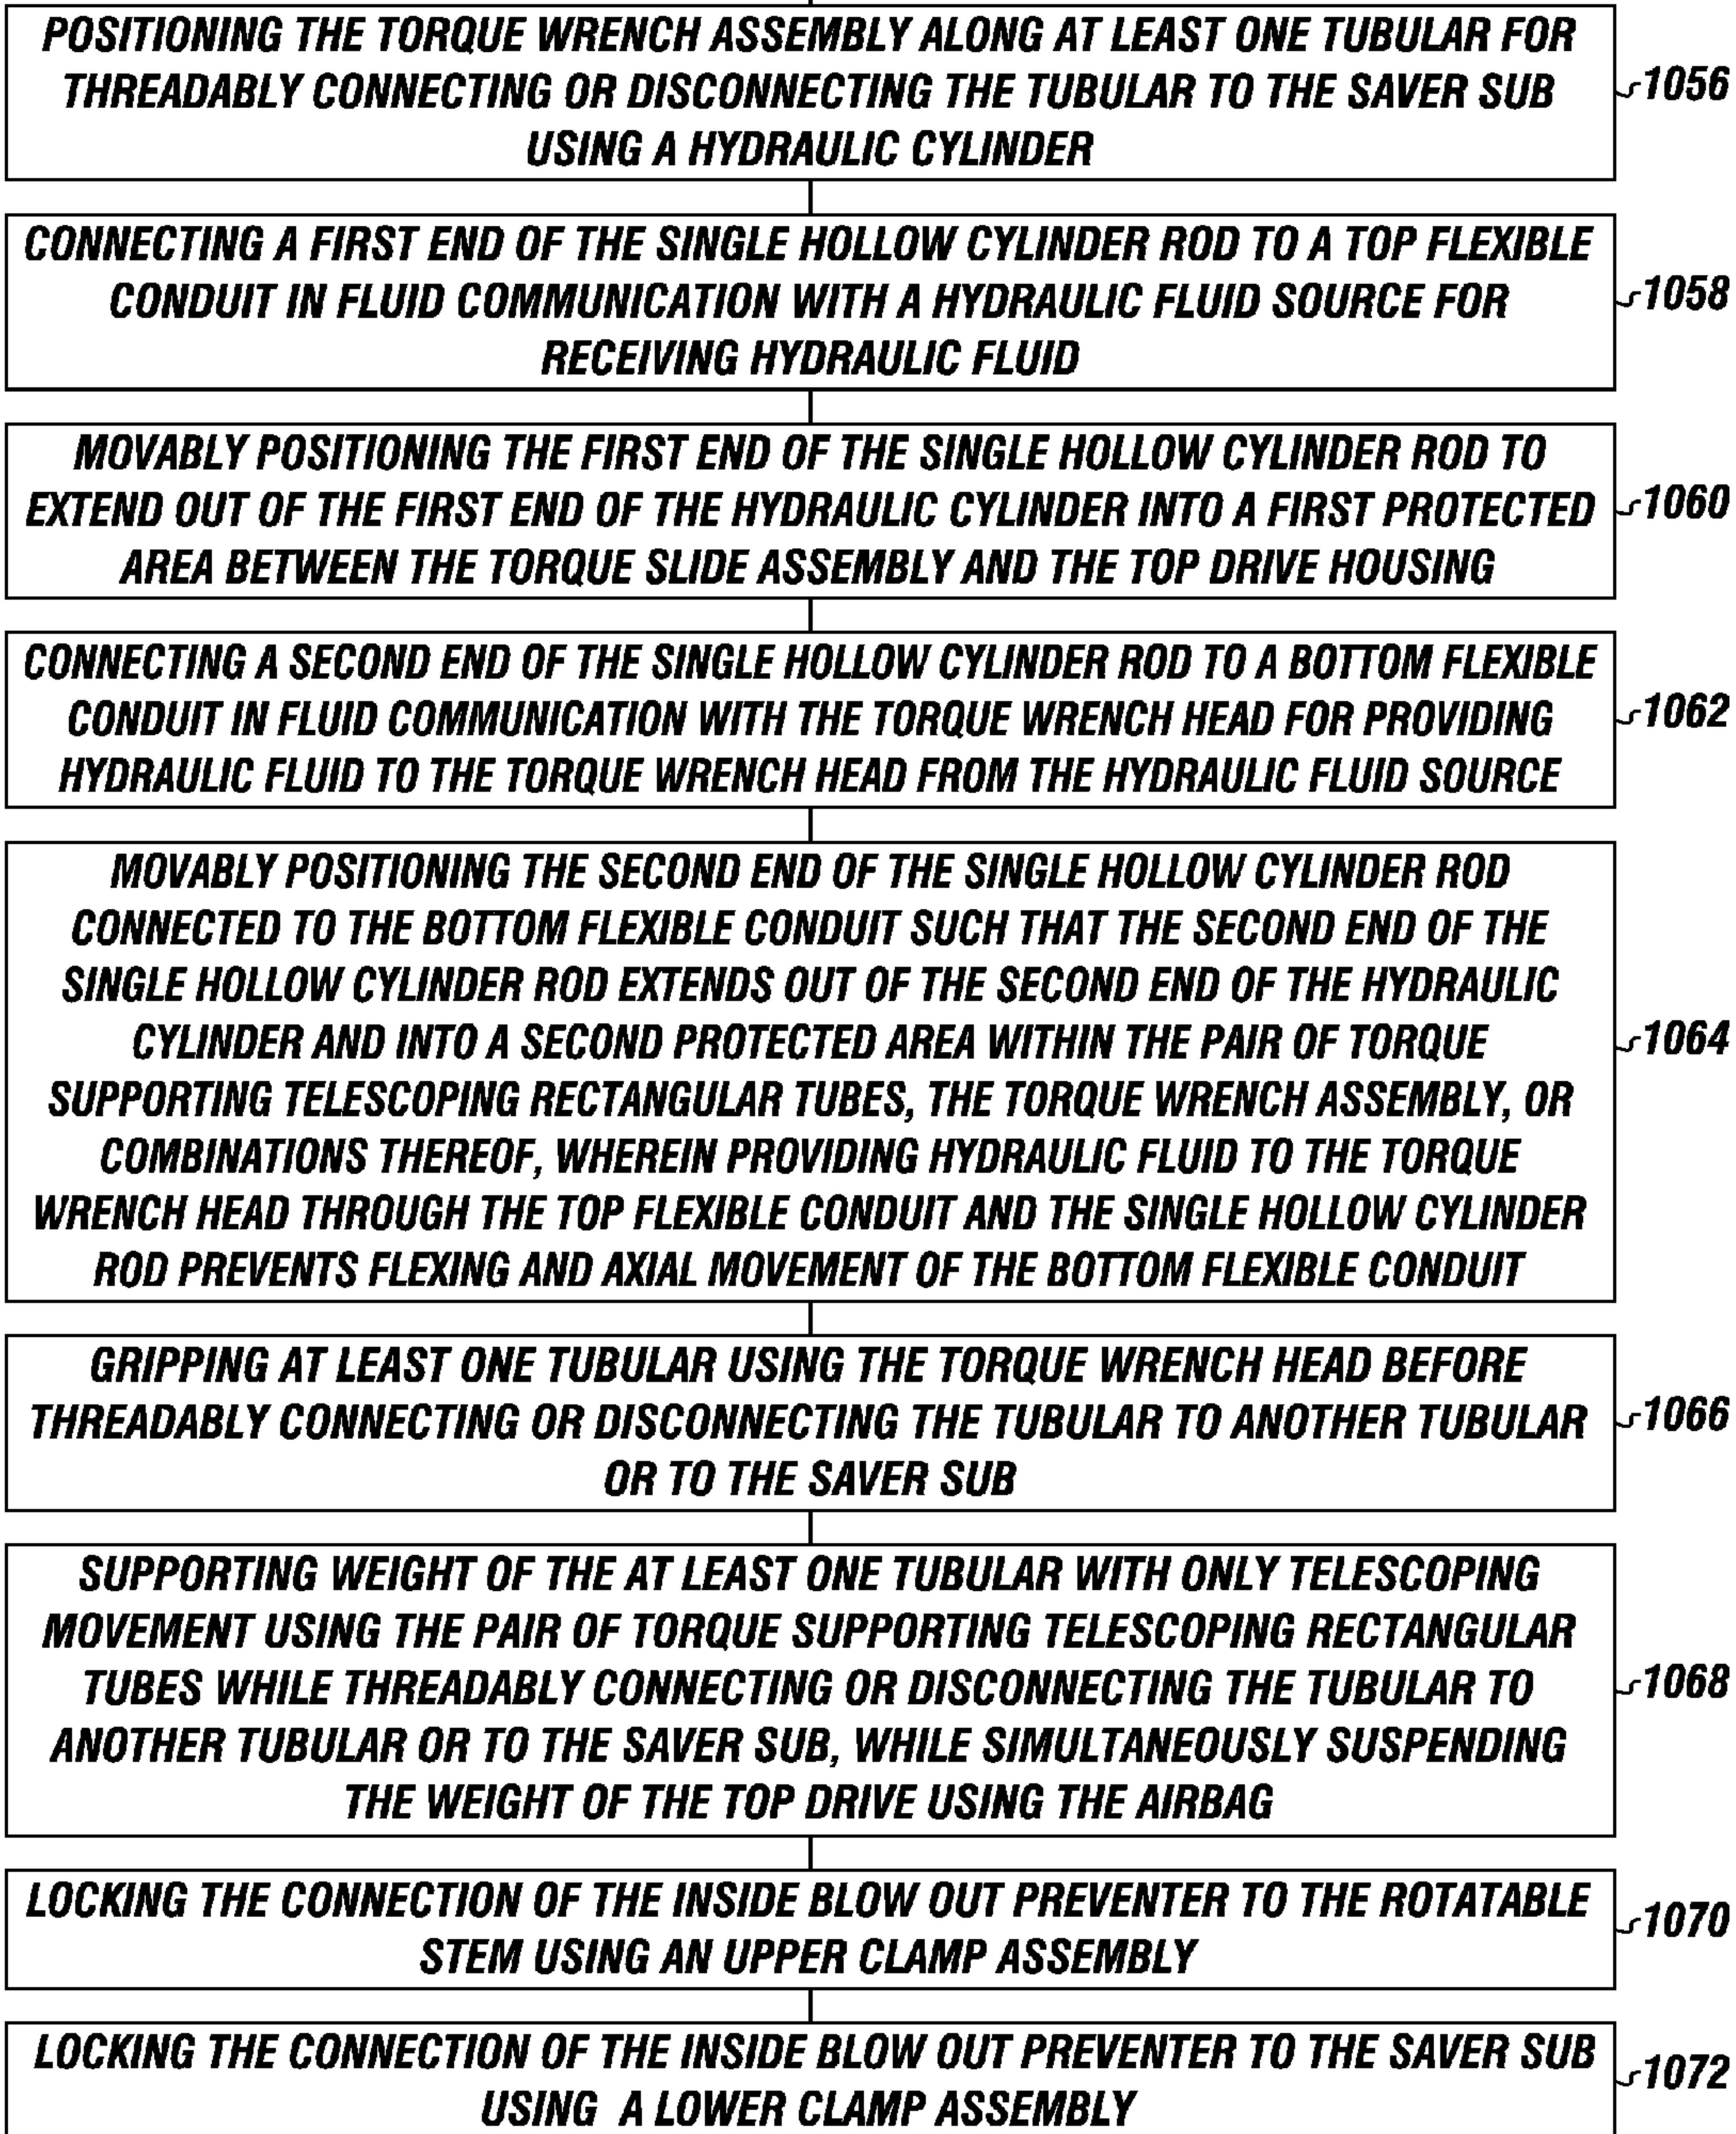 POSITIONING THE TORQUE WRENCH ASSEMBLY ALONG AT LEAST ONE TUBULAR FOR
THREADABLY CONNECTING OR DISCONNECTING THE TUBULAR TO THE SAVER SUB
USING A HYDRAULIC CYLINDER
1056
CONNECTING A FIRST END OF THE SINGLE HOLLOW CYLINDER ROD TO A TOP FLEXIBLE
CONDUIT IN FLUID COMMUNICATION WITH A HYDRAULIC FLUID SOURCE FOR
RECEIVING HYDRAULIC FLUID
1058
MOVABLY POSITIONING THE FIRST END OF THE SINGLE HOLLOW CYLINDER ROD TO
EXTEND OUT OF THE FIRST END OF THE HYDRAULIC CYLINDER INTO A FIRST PROTECTED
AREA BETWEEN THE TORQUE SLIDE ASSEMBLY AND THE TOP DRIVE HOUSING
1060
CONNECTING A SECOND END OF THE SINGLE HOLLOW CYLINDER ROD TO A BOTTOM FLEXIBLE
CONDUIT IN FLUID COMMUNICATION WITH THE TORQUE WRENCH HEAD FOR PROVIDING
HYDRAULIC FLUID TO THE TORQUE WRENCH HEAD FROM THE HYDRAULIC FLUID SOURCE
1062
MOVABLY POSITIONING THE SECOND END OF THE SINGLE HOLLOW CYLINDER ROD
CONNECTED TO THE BOTTOM FLEXIBLE CONDUIT SUCH THAT THE SECOND END OF THE
SINGLE HOLLOW CYLINDER ROD EXTENDS OUT OF THE SECOND END OF THE HYDRAULIC
CYLINDER AND INTO A SECOND PROTECTED AREA WITHIN THE PAIR OF TORQUE
SUPPORTING TELESCOPING RECTANGULAR TUBES, THE TORQUE WRENCH ASSEMBLY, OR
COMBINATIONS THEREOF, WHEREIN PROVIDING HYDRAULIC FLUID TO THE TORQUE
WRENCH HEAD THROUGH THE TOP FLEXIBLE CONDUIT AND THE SINGLE HOLLOW CYLINDER
ROD PREVENTS FLEXING AND AXIAL MOVEMENT OF THE BOTTOM FLEXIBLE CONDUIT
1064
GRIPPING AT LEAST ONE TUBULAR USING THE TORQUE WRENCH HEAD BEFORE
THREADABLY CONNECTING OR DISCONNECTING THE TUBULAR TO ANOTHER TUBULAR
OR TO THE SAVER SUB
1066
SUPPORTING WEIGHT OF THE AT LEAST ONE TUBULAR WITH ONLY TELESCOPING
MOVEMENT USING THE PAIR OF TORQUE SUPPORTING TELESCOPING RECTANGULAR
TUBES WHILE THREADABLY CONNECTING OR DISCONNECTING THE TUBULAR TO
ANOTHER TUBULAR OR TO THE SAVER SUB, WHILE SIMULTANEOUSLY SUSPENDING
THE WEIGHT OF THE TOP DRIVE USING THE AIRBAG
1068
LOCKING THE CONNECTION OF THE INSIDE BLOW OUT PREVENTER TO THE ROTATABLE
STEM USING AN UPPER CLAMP ASSEMBLY
1070
LOCKING THE CONNECTION OF THE INSIDE BLOW OUT PREVENTER TO THE SAVER SUB
USING A LOWER CLAMP ASSEMBLY
1072